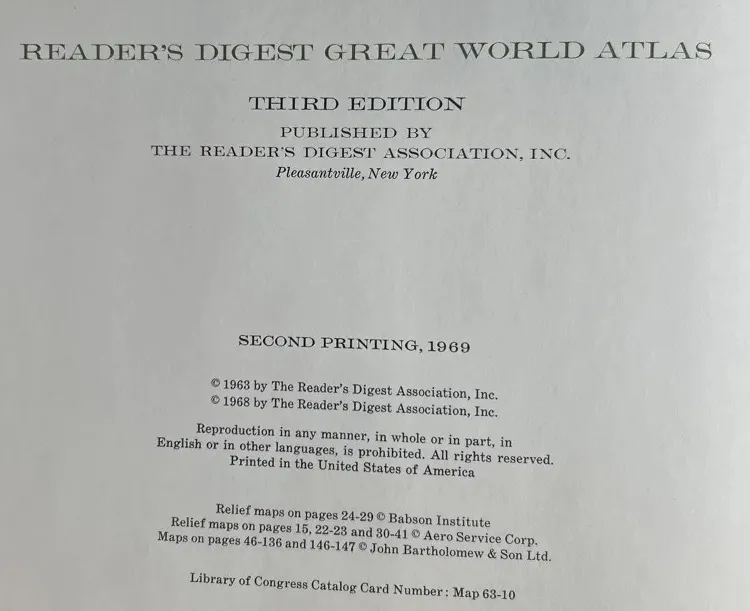 READER'S DIGEST GREAT WORLD ATLAS
THIRD EDITION
PUBLISHED BY
THE READER'S DIGEST ASSOCIATION, INC.
Pleasantville, New York
SECOND PRINTING, 1969
© 1963 by The Reader's Digest Association, Inc.
© 1968 by The Reader's Digest Association, Inc.
Reproduction in any manner, in whole or in part, in
English or in other languages, is prohibited. All rights reserved.
Printed in the United States of America
Relief maps on pages 24-29 © Babson Institute
Relief maps on pages 15, 22-23 and 30-41 © Aero Service Corp.
Maps on pages 46-136 and 146-147 © John Bartholomew & Son Ltd.
Library of Congress Catalog Card Number: Map 63-10